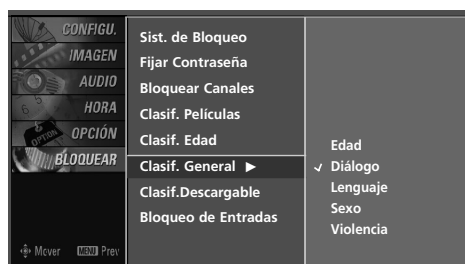 CONFIGU.
IMAGEN
AUDIO
HORA
OPCIÓN
BLOQUEAR
Mover MENU Prev
Sist. de Bloqueo
Fijar Contraseña
Bloquear Canales
Clasif. Películas
Clasif. Edad
Clasif. General ▶
Clasif.Descargable
Bloqueo de Entradas
Edad
✓ Diálogo
Lenguaje
Sexo
Violencia